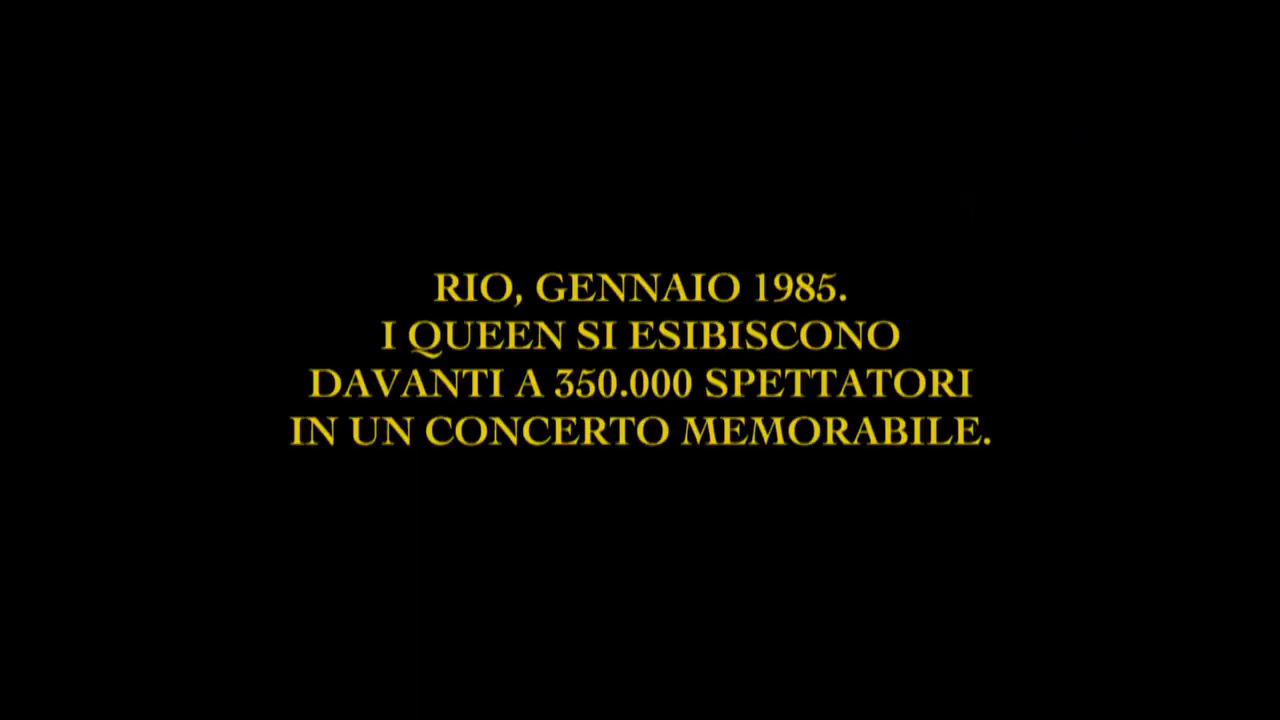 RIO, GENNAIO 1985.
I QUEEN SI ESIBISCONO
DAVANTI A 350.000 SPETTATORI
IN UN CONCERTO MEMORABILE.